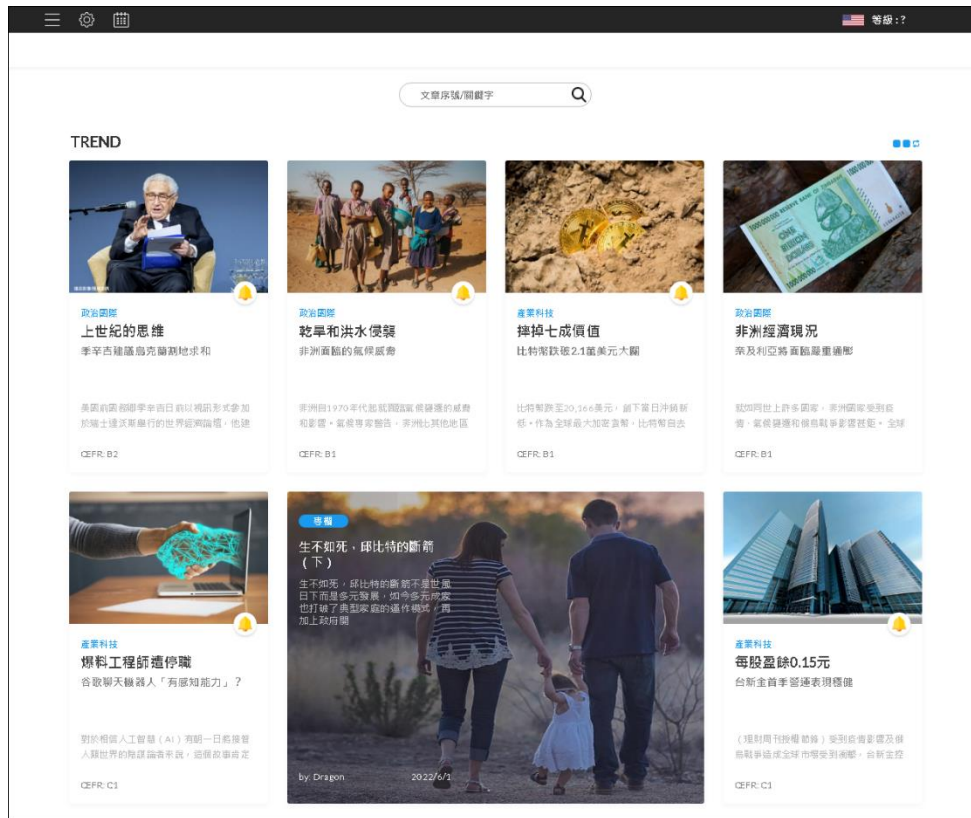 等級:?
文章序號/關鍵字
TREND
政治國際
上世紀的思維
季辛吉建議烏克蘭割地求和
美國前國務卿季辛吉日前以視訊形式參加
於瑞士達沃斯舉行的世界經濟論壇，他建
CEFR: B2
政治國際
乾旱和洪水侵襲
非洲面臨的氣候威脅
非洲自1970年代起就面臨氣候變遷的威脅
和影響。氣候專家警告，非洲比其他地區
CEFR: B1
產業科技
摔掉七成價值
比特幣跌破2.1萬美元大關
比特幣跌至20,166美元，創下當日沖銷新
低。作為全球最大加密貨幣，比特幣自去
CEFR: B1
政治國際
非洲經濟現況
奈及利亞將面臨嚴重通膨
就如同世上許多國家，非洲國家受到疫
情、氣候變遷和俄烏戰爭影響甚鉅。全球
CEFR: B1
產業科技
爆料工程師遭停職
谷歌聊天機器人「有感知能力」？
對於相信人工智慧（AI）有朝一日將接管
人類世界的陰謀論者來說，這個故事肯定
CEFR: C1
專欄
生不如死，邱比特的斷箭
（下）
生不如死，邱比特的斷箭不是世風
日下而是多元發展，如今多元成家
也打破了典型家庭的運作模式，再
加上政府開
by: Dragon 2022/6/1
產業科技
每股盈餘0.15元
台新金首季營運表現穩健
（理財周刊授權節錄）受到疫情影響及俄
烏戰爭造成全球市場受到衝擊，台新金控
CEFR: C1